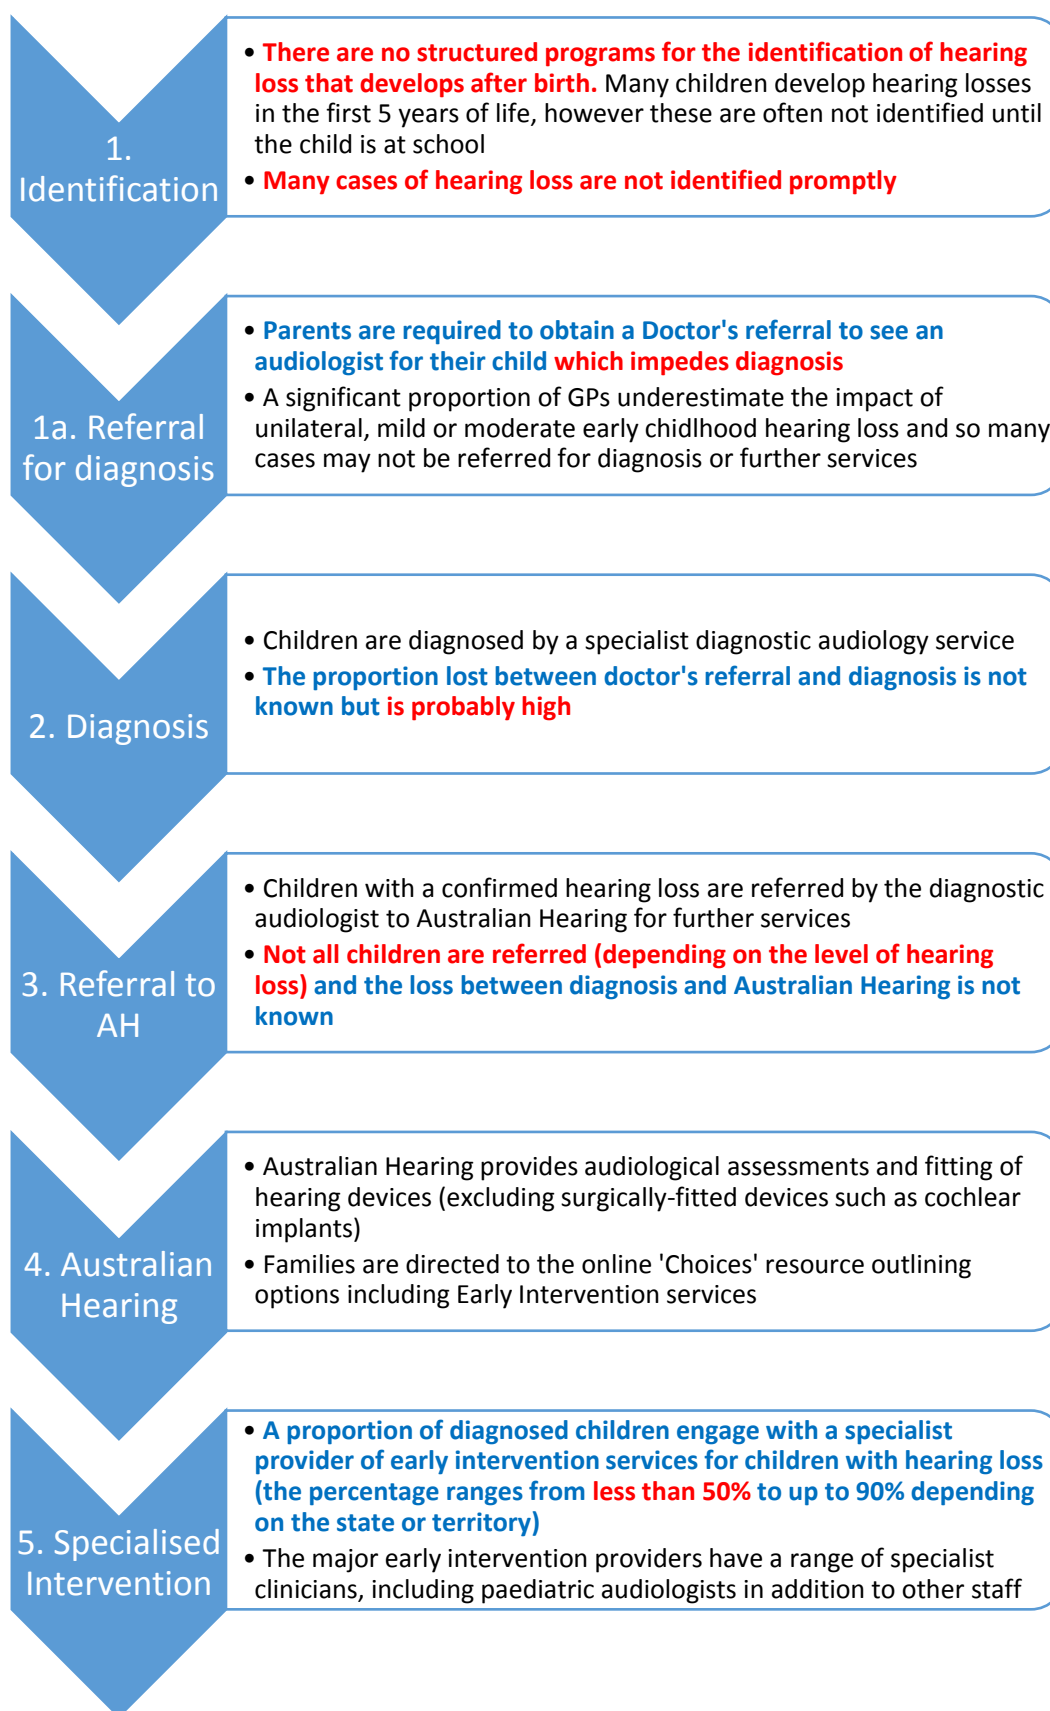 1.
Identification
• There are no structured programs for the identification of hearing
loss that develops after birth. Many children develop hearing losses
in the first 5 years of life, however these are often not identified until
the child is at school
• Many cases of hearing loss are not identified promptly
1a. Referral
for diagnosis
• Parents are required to obtain a Doctor's referral to see an
audiologist for their child which impedes diagnosis
• A significant proportion of GPs underestimate the impact of
unilateral, mild or moderate early chidlhood hearing loss and so many
cases may not be referred for diagnosis or further services
2. Diagnosis
• Children are diagnosed by a specialist diagnostic audiology service
• The proportion lost between doctor's referral and diagnosis is not
known but is probably high
3. Referral to
AH
• Children with a confirmed hearing loss are referred by the diagnostic
audiologist to Australian Hearing for further services
• Not all children are referred (depending on the level of hearing
loss) and the loss between diagnosis and Australian Hearing is not
known
4. Australian
Hearing
• Australian Hearing provides audiological assessments and fitting of
hearing devices (excluding surgically-fitted devices such as cochlear
implants)
• Families are directed to the online 'Choices' resource outlining
options including Early Intervention services
5. Specialised
Intervention
• A proportion of diagnosed children engage with a specialist
provider of early intervention services for children with hearing loss
(the percentage ranges from less than 50% to up to 90% depending
on the state or territory)
• The major early intervention providers have a range of specialist
clinicians, including paediatric audiologists in addition to other staff